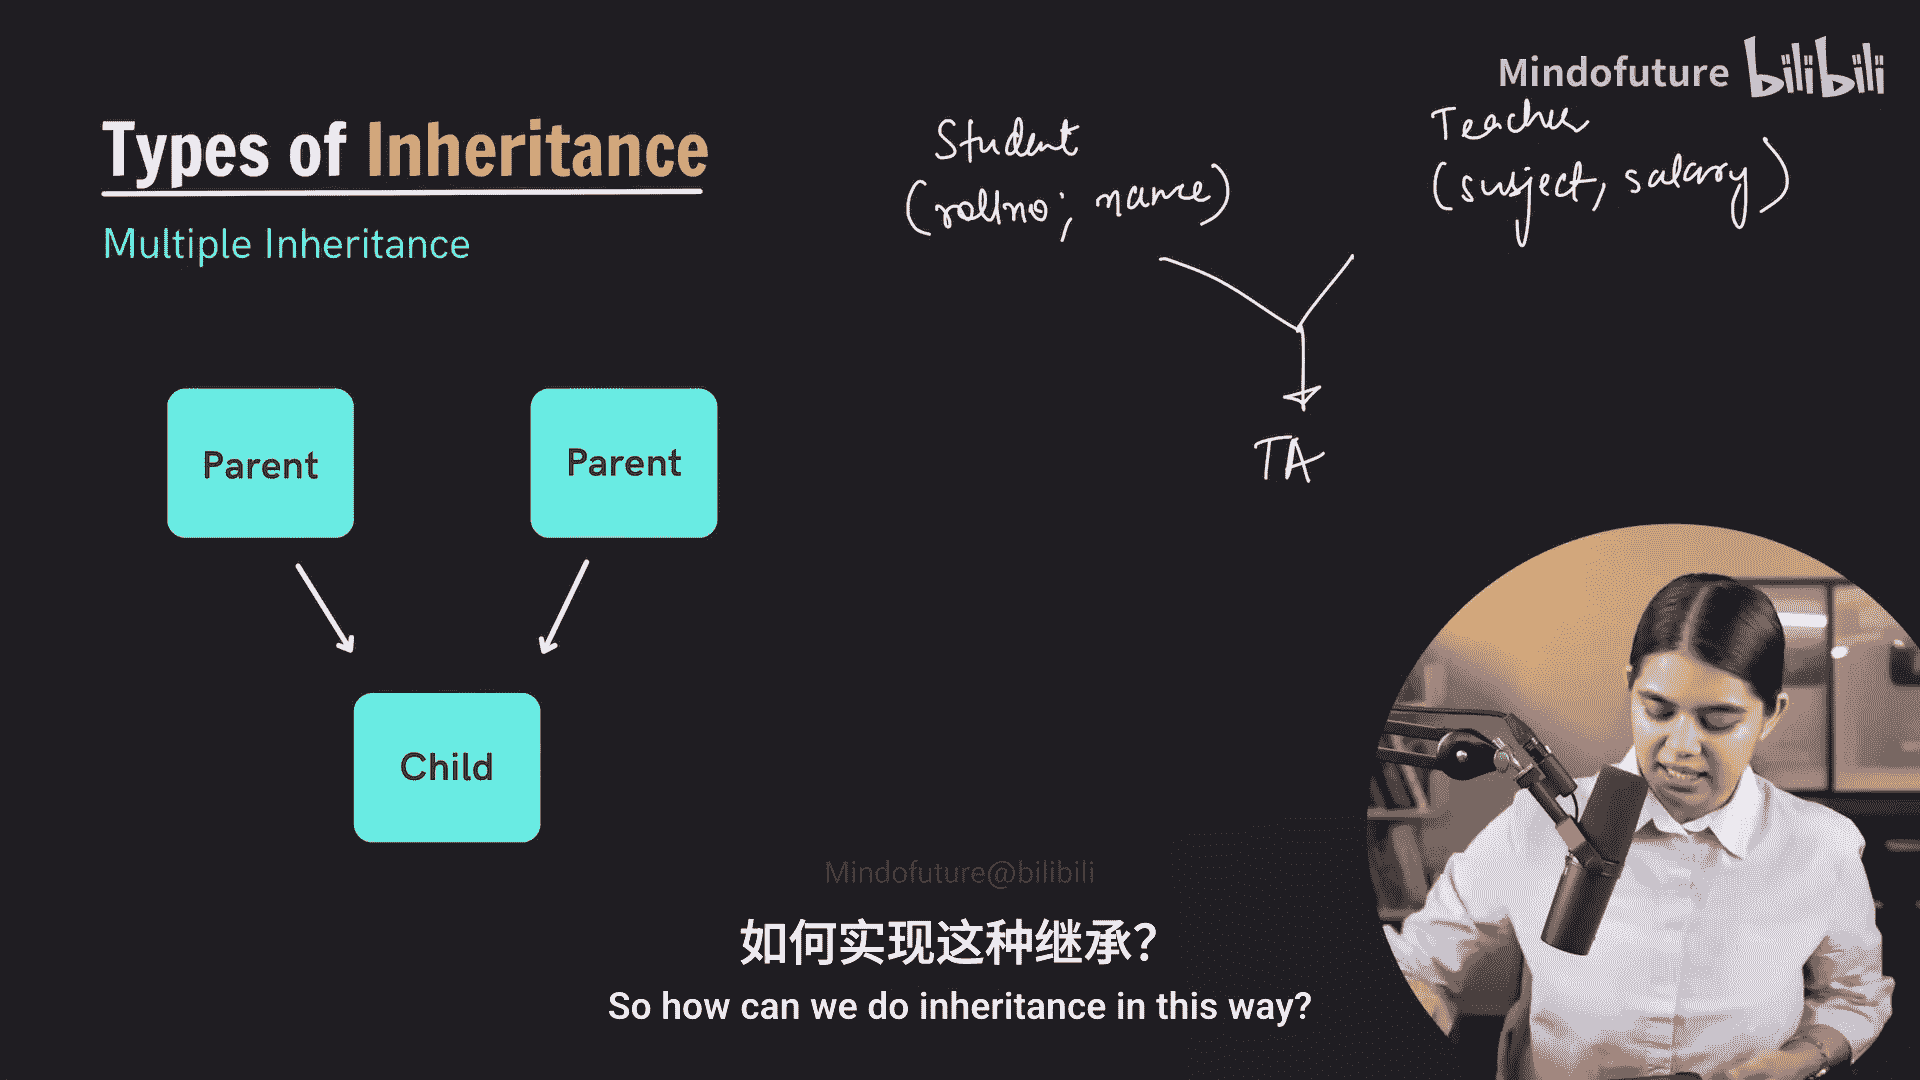 Mindofuture bilibili
Types of Inheritance
Multiple Inheritance
Student
(rollno, name)
Teacher
(susject, salary)
TA
Parent
Parent
Child
Mindofuture@bilibili
如何实现这种继承?
So how can we do inheritance in this way?